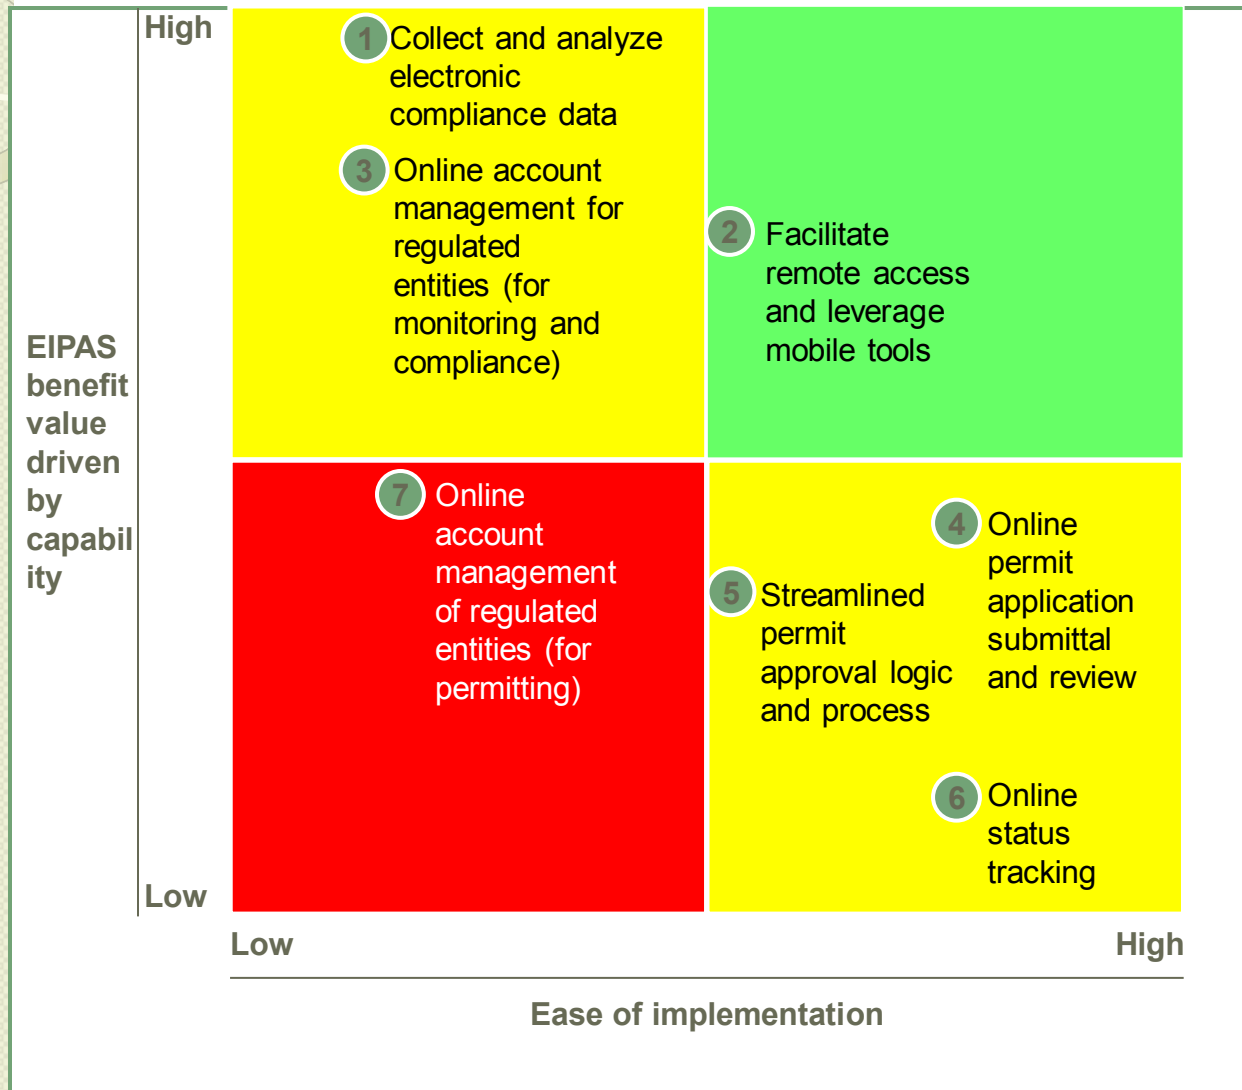 High
1
Collect and analyze
electronic
compliance data
3
Online account
management for
regulated
entities (for
monitoring and
compliance)
2
Facilitate
remote access
and leverage
mobile tools
EIPAS
benefit
value
driven
by
capabil
ity
7
Online
account
management
of regulated
entities (for
permitting)
4
Online
permit
application
submittal
and review
5
Streamlined
permit
approval logic
and process
6
Online
status
tracking
Low
Low
High
Ease of implementation